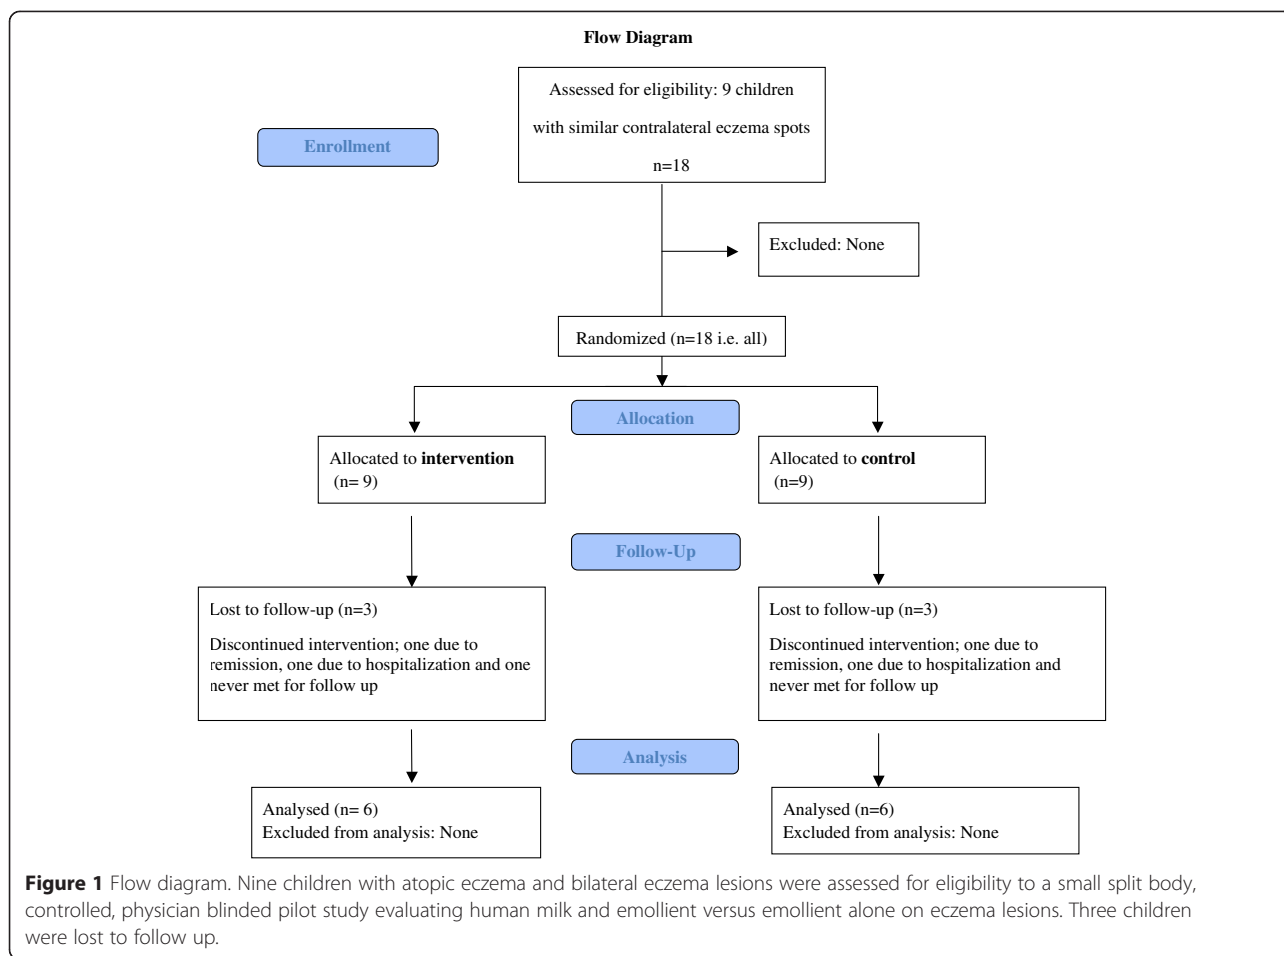 Flow Diagram
Assessed for eligibility: 9 children
with similar contralateral eczema spots
n=18
Enrollment
Excluded: None
Randomized (n=18 i.e. all)
Allocation
Allocated to intervention
(n= 9)
Allocated to control
(n=9)
Follow-Up
Lost to follow-up (n=3)
Discontinued intervention; one due to
remission, one due to hospitalization and one
never met for follow up
Lost to follow-up (n=3)
Discontinued intervention; one due to
remission, one due to hospitalization and
never met for follow up
Analysis
Analysed (n= 6)
Excluded from analysis: None
Analysed (n=6)
Excluded from analysis: None
Figure 1 Flow diagram. Nine children with atopic eczema and bilateral eczema lesions were assessed for eligibility to a small split body,
controlled, physician blinded pilot study evaluating human milk and emollient versus emollient alone on eczema lesions. Three children
were lost to follow up.